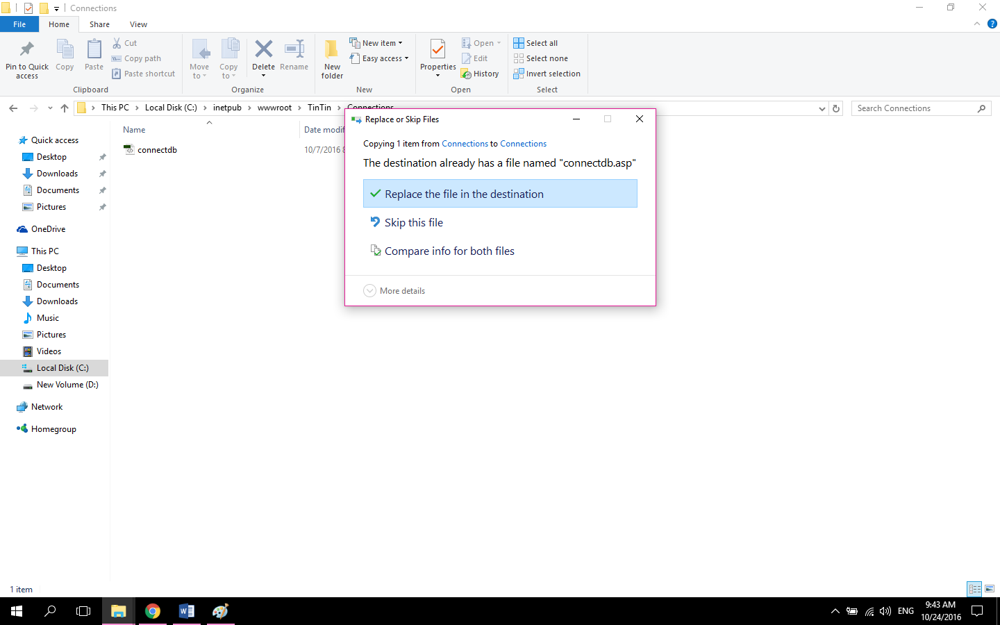 Connections
File Home Share View
Pin to Quick access
Copy
Paste
Cut
Copy path
Paste shortcut
Clipboard
Move to
Copy to
Delete
Rename
Organize
New folder
New item
Easy access
New
Properties
Open
Edit
History
Open
Select all
Select none
Invert selection
Select
This PC > Local Disk (C:) > inetpub > wwwroot > TinTin > Connections
Search Connections
Name
Date modif
connectdb
10/7/2016 8
Quick access
Desktop
Downloads
Documents
Pictures
OneDrive
This PC
Desktop
Documents
Downloads
Music
Pictures
Videos
Local Disk (C:)
New Volume (D:)
Network
Homegroup
Replace or Skip Files
Copying 1 item from Connections to Connections
The destination already has a file named "connectdb.asp"
Replace the file in the destination
Skip this file
Compare info for both files
More details
1 item
ENG
9:43 AM
10/24/2016